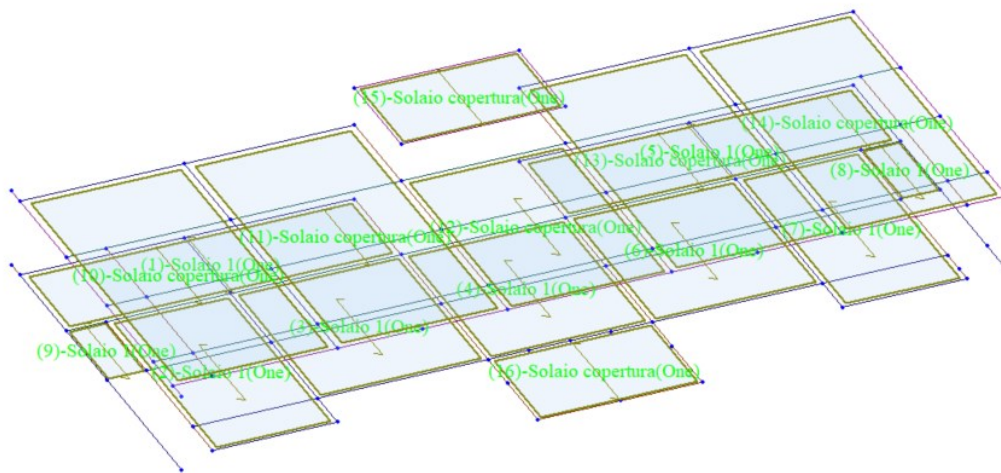 (15)-Solaio copertura(One)
(14)-Solaio copertura(One)
(5)-Solaio 1(One)
(13)-Solaio copertura(One)
(8)-Solaio 1(One)
(12)-Solaio copertura(One)
(7)-Solaio 1(One)
(11)-Solaio copertura(One)
(6)-Solaio 1(One)
(1)-Solaio 1(One)
(10)-Solaio copertura(One)
(4)-Solaio 1(One)
(3)-Solaio 1(One)
(9)-Solaio 1(One)
(2)-Solaio 1(One)
(16)-Solaio copertura(One)